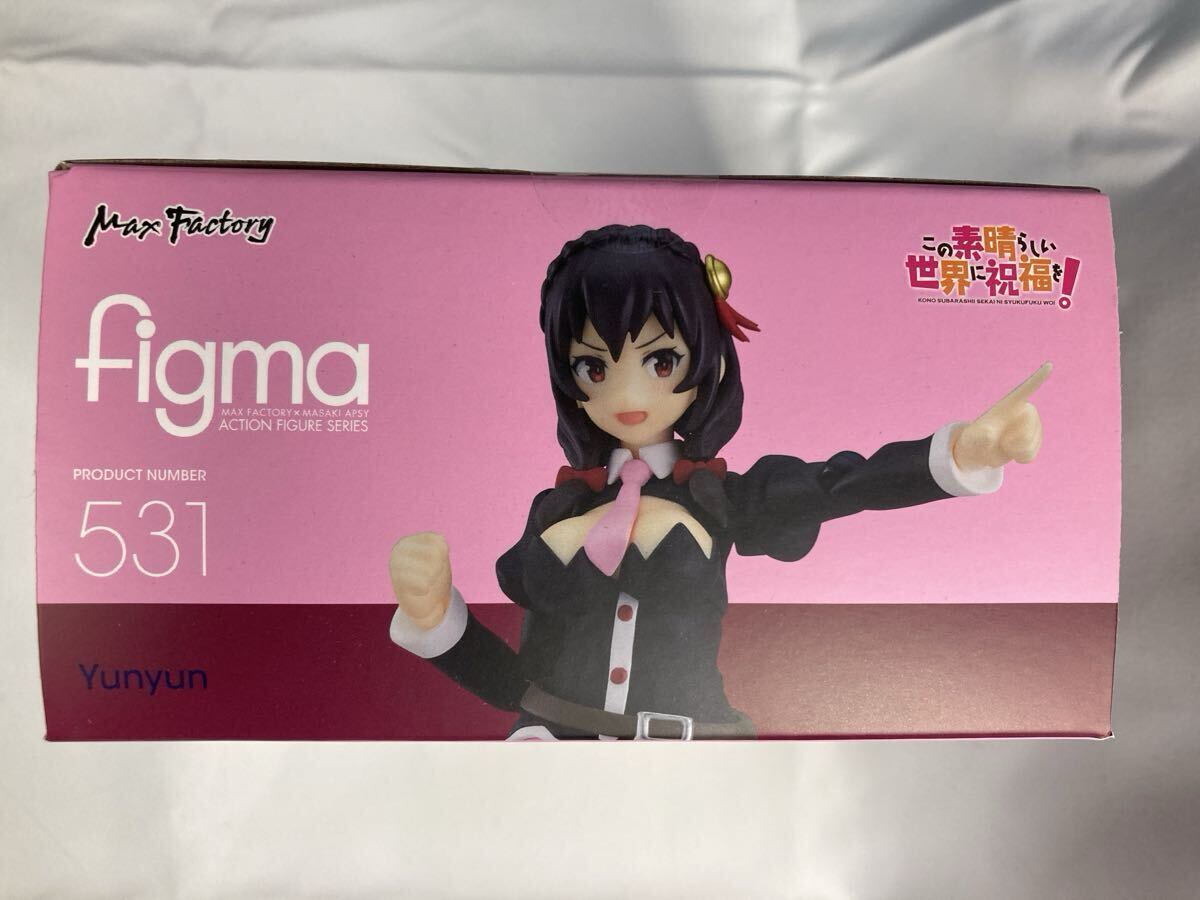 Max Factory
figma
MAX FACTORY×MASAKI APSY
ACTION FIGURE SERIES
PRODUCT NUMBER
531
Yunyun
この素晴らしい
世界に祝福を!
KONO SUBARASHII SEKAI NI SYUKUFUKU WO!